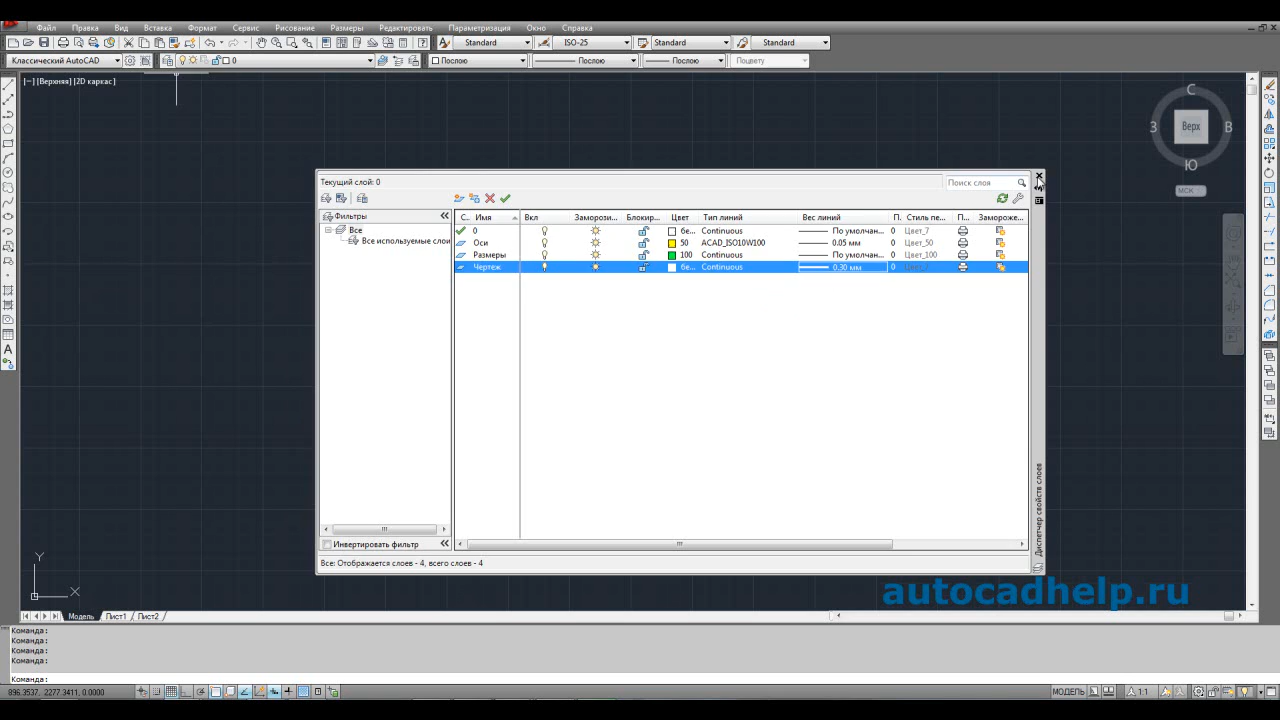 Файл Правка Вид Вставка Формат Сервис Рисование Размеры Редактировать Параметризация Окно Справка
Standard ISO-25 Standard Standard
Классический AutoCAD 0 Послою Послою Послою Поцвету
[−][Верхняя][2D каркас]
С
З Верх В
Ю
МСК
Текущий слой: 0
Поиск слоя
Фильтры
Все
Все используемые слои
С.. Имя Вкл Заморози... Блокир... Цвет Тип линий Вес линий П. Стиль пе... П... Замороже...
0 бе... Continuous По умолчан... 0 Цвет_7
Оси 50 ACAD_ISO10W100 0.05 мм 0 Цвет_50
Размеры 100 Continuous По умолчан... 0 Цвет_100
Чертеж бе... Continuous 0.30 мм 0
Инвертировать фильтр
Все: Отображается слоев - 4, всего слоев - 4
Диспетчер свойств слоев
autocadhelp.ru
Y
X
Модель Лист1 Лист2
Команда:
Команда:
Команда:
Команда:
Команда:
896.3537, 2277.3411, 0.0000
МОДЕЛЬ 1:1